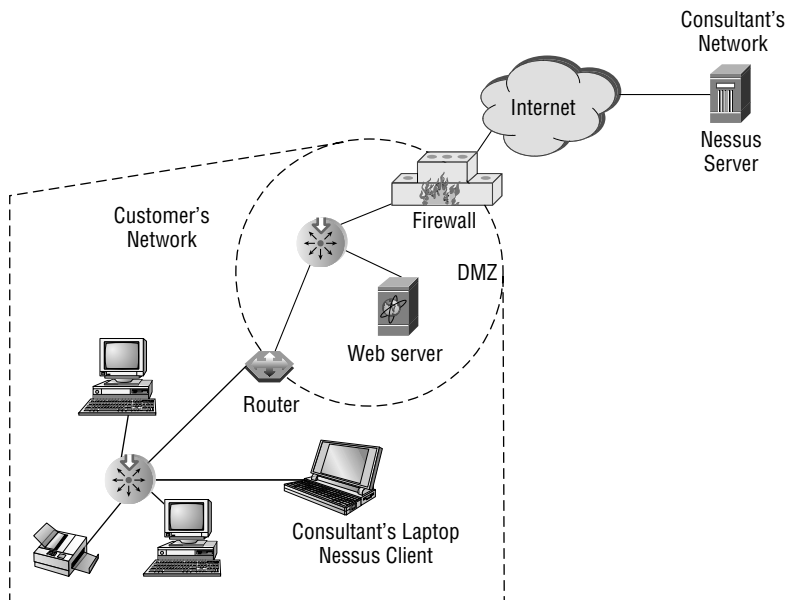 Consultant's
Network
Internet
Nessus
Server
Customer's
Network
Firewall
DMZ
Web server
Router
Consultant's Laptop
Nessus Client